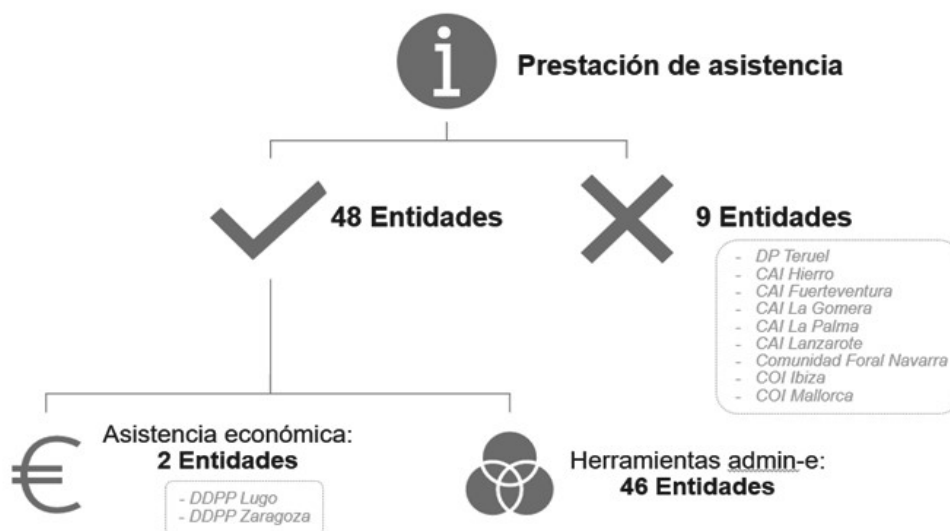 Prestación de asistencia
48 Entidades
9 Entidades
- DP Teruel
- CAI Hierro
- CAI Fuerteventura
- CAI La Gomera
- CAI La Palma
- CAI Lanzarote
- Comunidad Foral Navarra
- COI Ibiza
- COI Mallorca
Asistencia económica:
2 Entidades
- DDPP Lugo
- DDPP Zaragoza
Herramientas admin-e:
46 Entidades